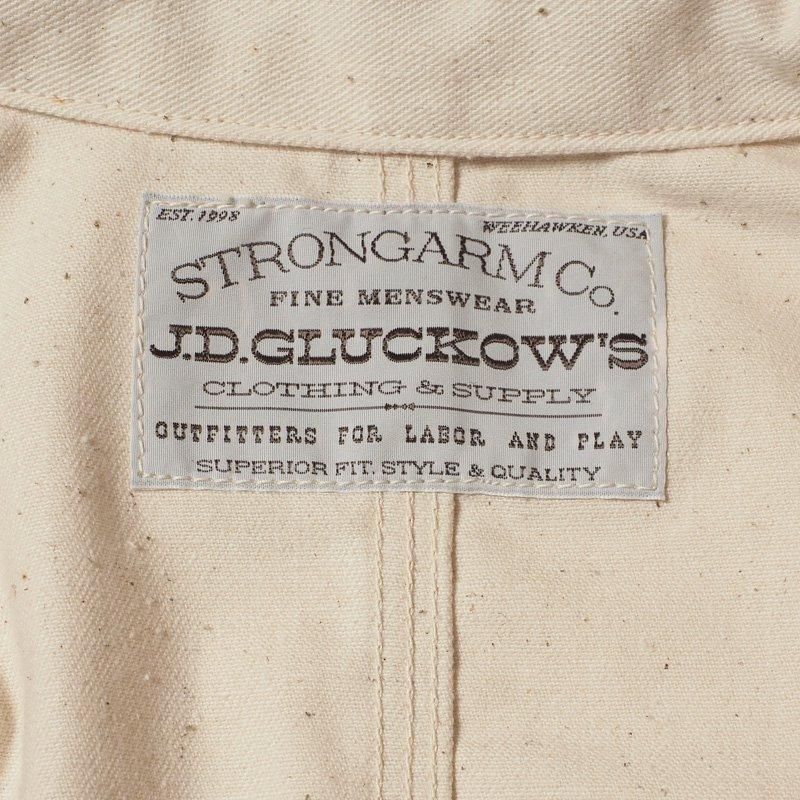 EST. 1998
WEEHAWKEN, USA
STRONGARM Co.
FINE MENSWEAR
J.D.GLUCKOW'S
CLOTHING & SUPPLY
OUTFITTERS FOR LABOR AND PLAY
SUPERIOR FIT. STYLE & QUALITY